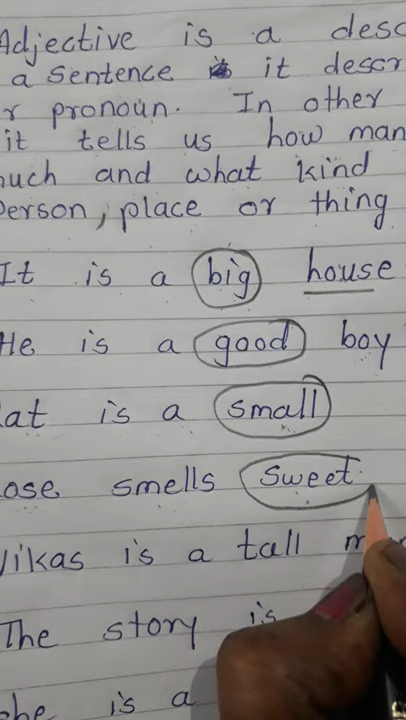 Adjective is a desc
a sentence it descr
r pronoun. In other
it tells us how man
uch and what kind
person, place or thing
It is a big house
He is a good boy
at is a small
ose smells sweet
Vikas is a tall m
The story is
he is a